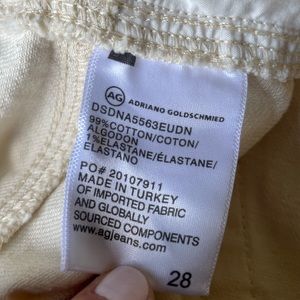 AG ADRIANO GOLDSCHMIED
DSDNA5563EUDN
99%COTTON/COTON/
ALGODON
1%ELASTANE/ÉLASTANE/
ELASTANO
PO# 20107911
MADE IN TURKEY
OF IMPORTED FABRIC
AND GLOBALLY
SOURCED COMPONENTS
www.agjeans.com
28